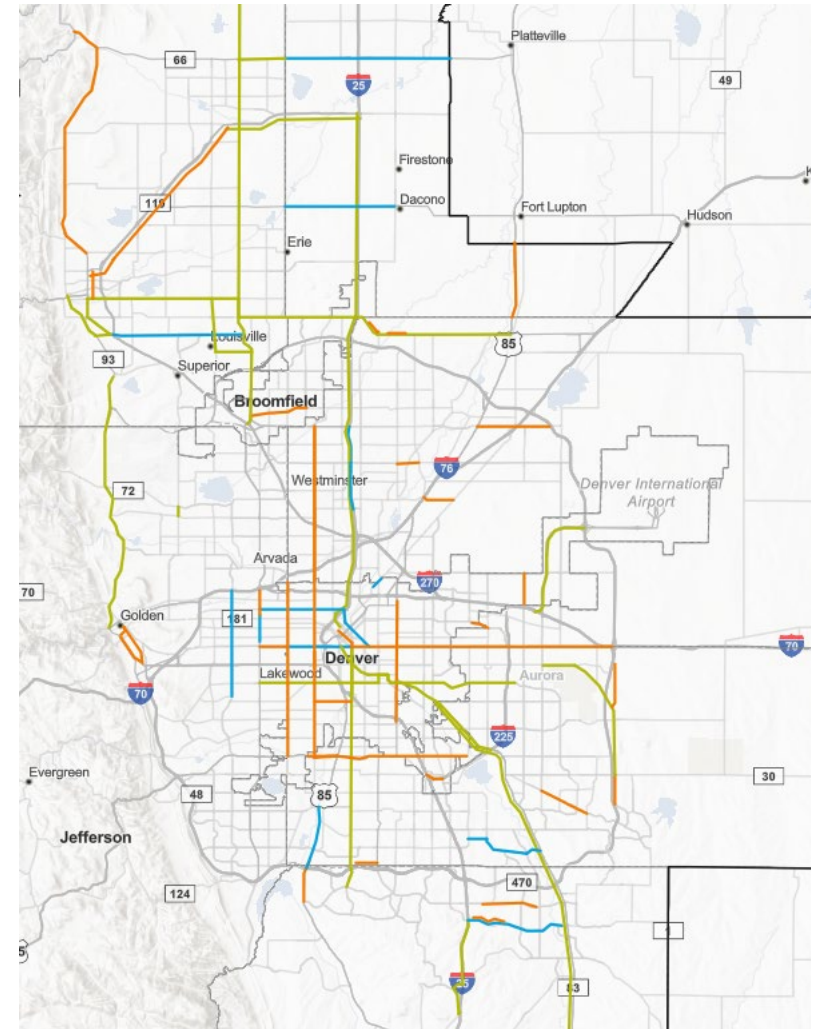 Platteville
66
49
25
Firestone
119
Dacono
Fort Lupton
Hudson
Erie
Louisville
93
85
Superior
Broomfield
76
Westminster
Denver International
Airport
72
Arvada
270
70
Golden
181
Denver
70
Lakewood
Aurora
70
225
Evergreen
30
48
85
Jefferson
470
124
1
25
83